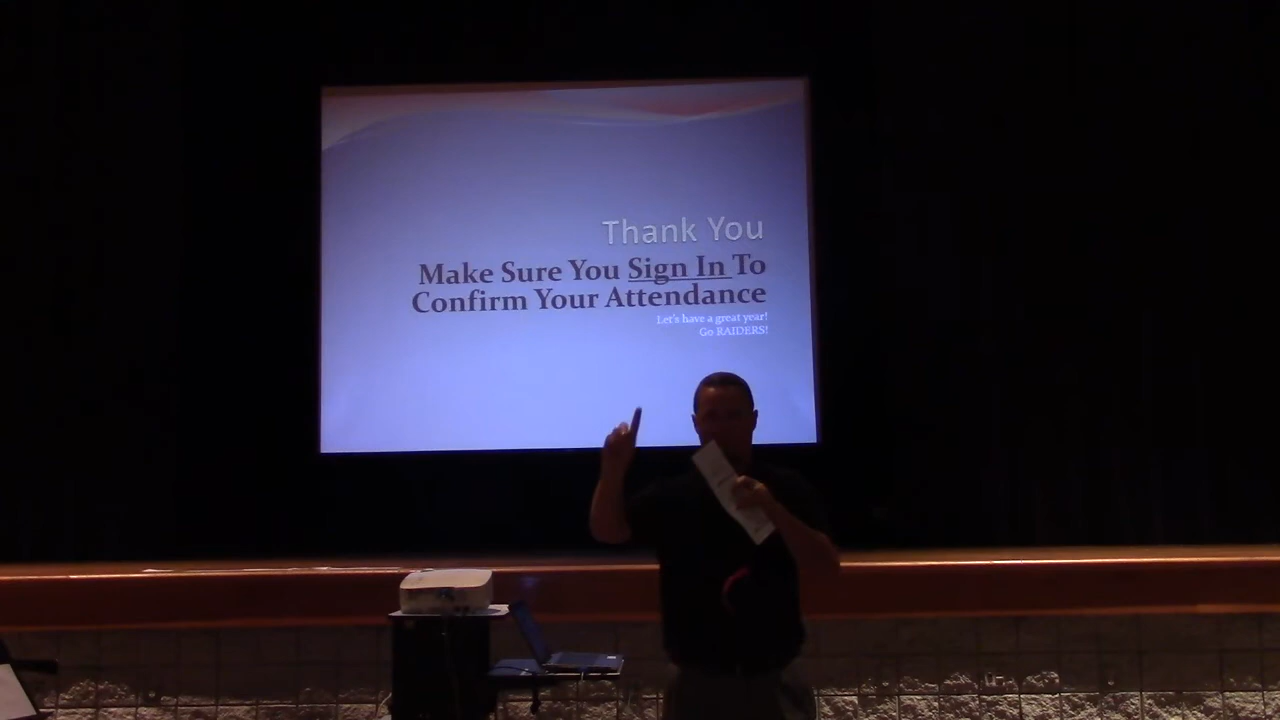 Thank You
Make Sure You Sign In To
Confirm Your Attendance
Let's have a great year!
Go RAIDERS!